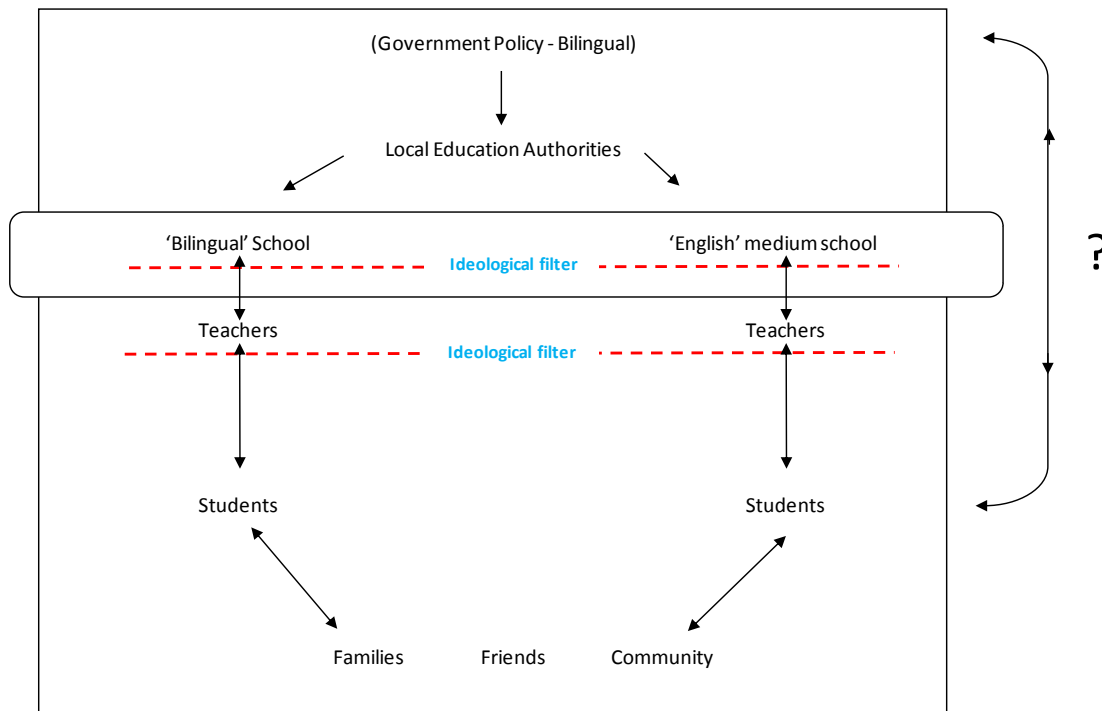 (Government Policy - Bilingual)
Local Education Authorities
‘Bilingual’ School
‘English’ medium school
Ideological filter
?
Teachers
Teachers
Ideological filter
Students
Students
Families Friends Community